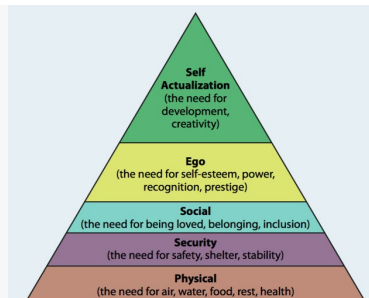 Self
Actualization
(the need for
development,
creativity)
Ego
(the need for self-esteem, power,
recognition, prestige)
Social
(the need for being loved, belonging, inclusion)
Security
(the need for safety, shelter, stability)
Physical
(the need for air, water, food, rest, health)